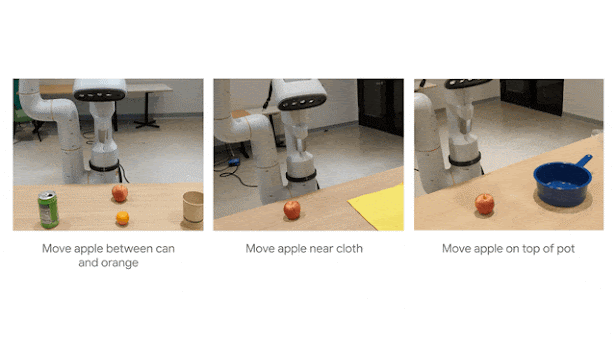 Move apple between can
and orange
Move apple near cloth
Move apple on top of pot